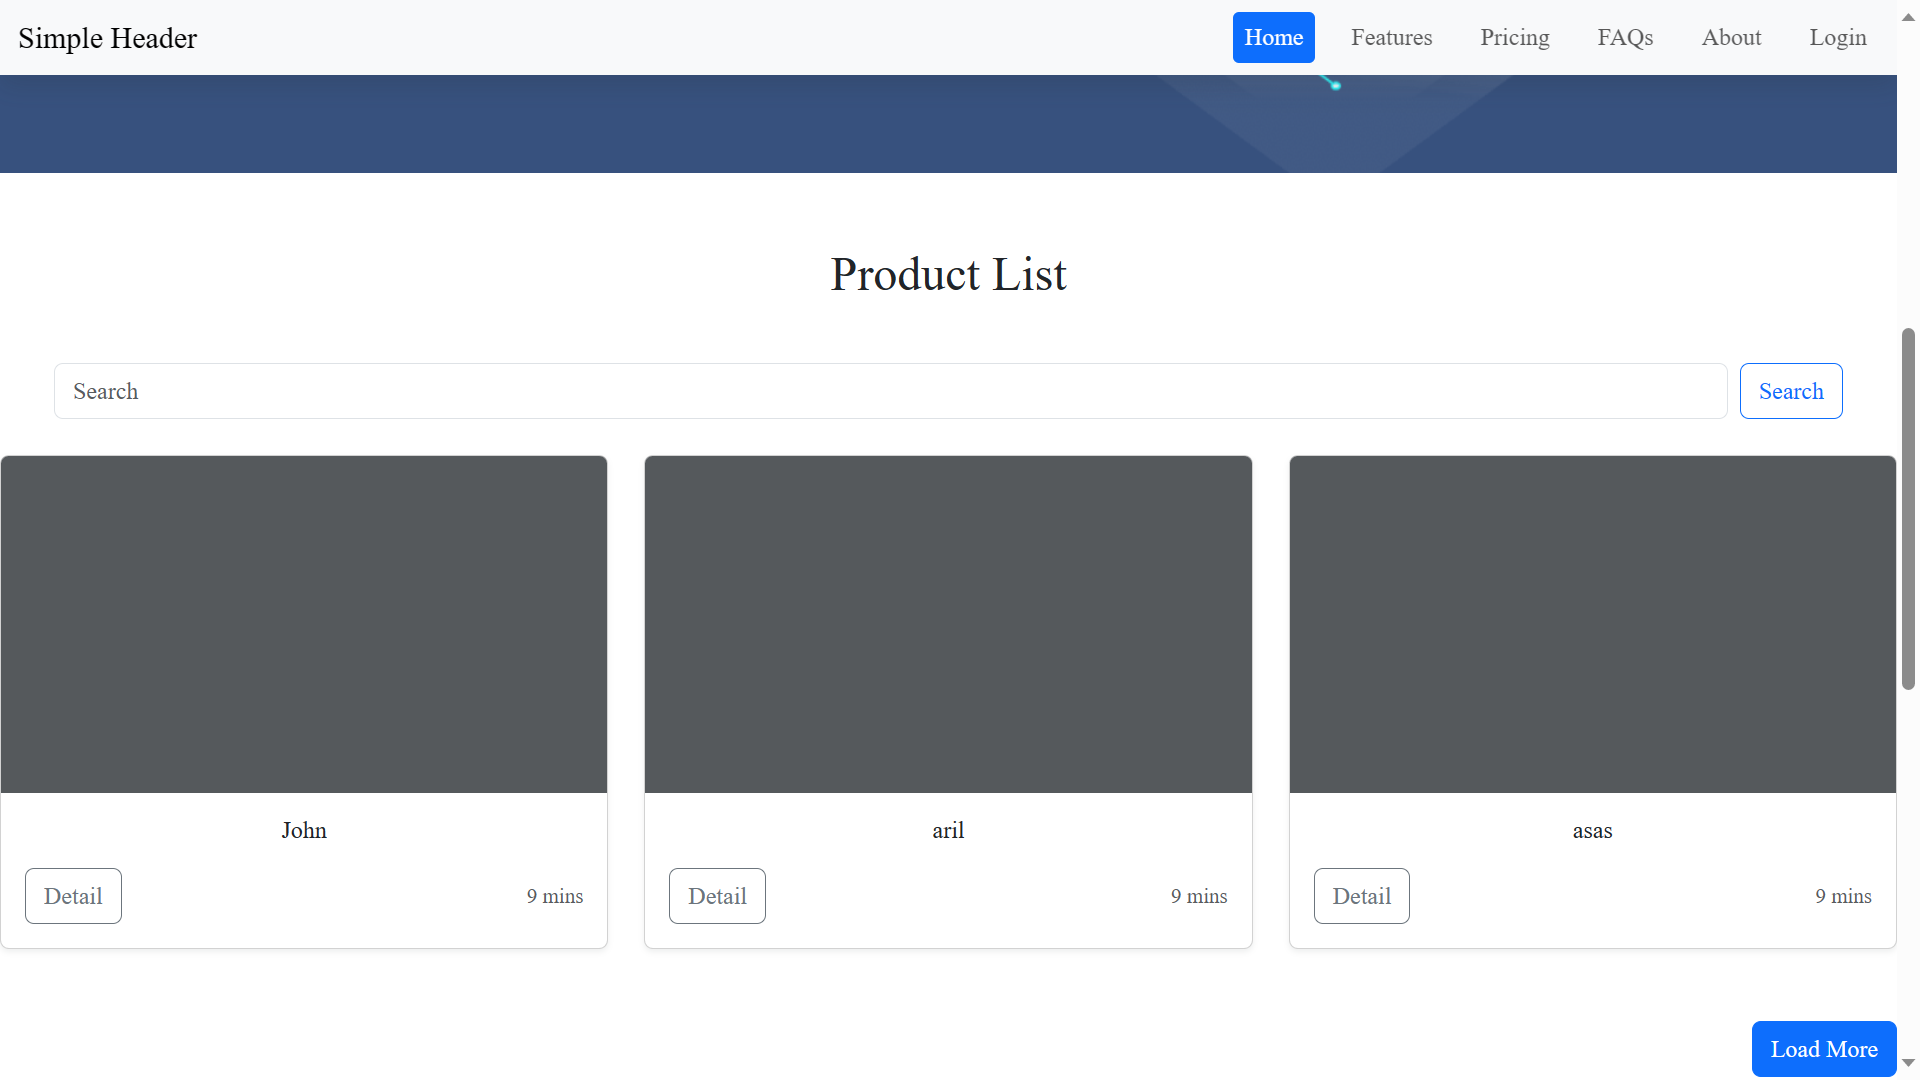 Simple Header
Home Features Pricing FAQs About Login
Product List
Search
Search
John
Detail
9 mins
aril
Detail
9 mins
asas
Detail
9 mins
Load More